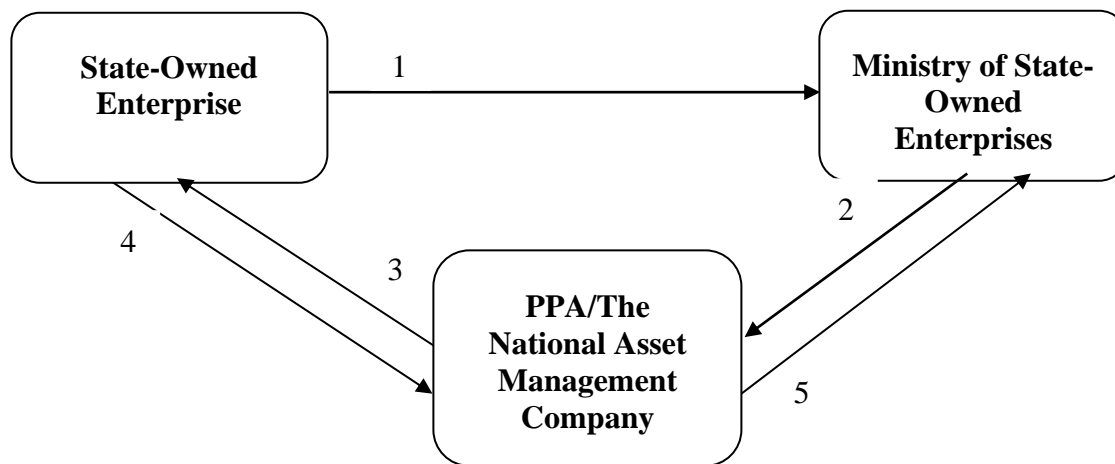 State-Owned
Enterprise
1
Ministry of State-
Owned
Enterprises
2
4
3
PPA/The
National Asset
Management
Company
5